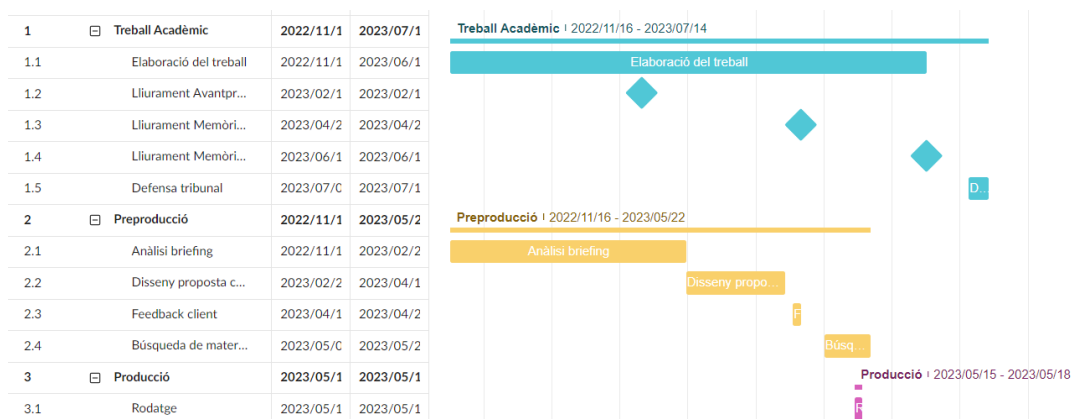 1 Treball Acadèmic 2022/11/1 2023/07/1 Treball Acadèmic 2022/11/16 - 2023/07/14
1.1 Elaboració del treball 2022/11/1 2023/06/1 Elaboració del treball
1.2 Lliurament Avantpr... 2023/02/1 2023/02/1
1.3 Lliurament Memòri... 2023/04/2 2023/04/2
1.4 Lliurament Memòri... 2023/06/1 2023/06/1
1.5 Defensa tribunal 2023/07/0 2023/07/1 D...
2 Preproducció 2022/11/1 2023/05/2 Preproducció 2022/11/16 - 2023/05/22
2.1 Anàlisi briefing 2022/11/1 2023/02/2 Anàlisi briefing
2.2 Disseny proposta c... 2023/02/2 2023/04/1 Disseny propo...
2.3 Feedback client 2023/04/1 2023/04/2 F
2.4 Búsqueda de mater... 2023/05/0 2023/05/2 Búsq...
3 Producció 2023/05/1 2023/05/1 Producció 2023/05/15 - 2023/05/18
3.1 Rodatge 2023/05/1 2023/05/1 R